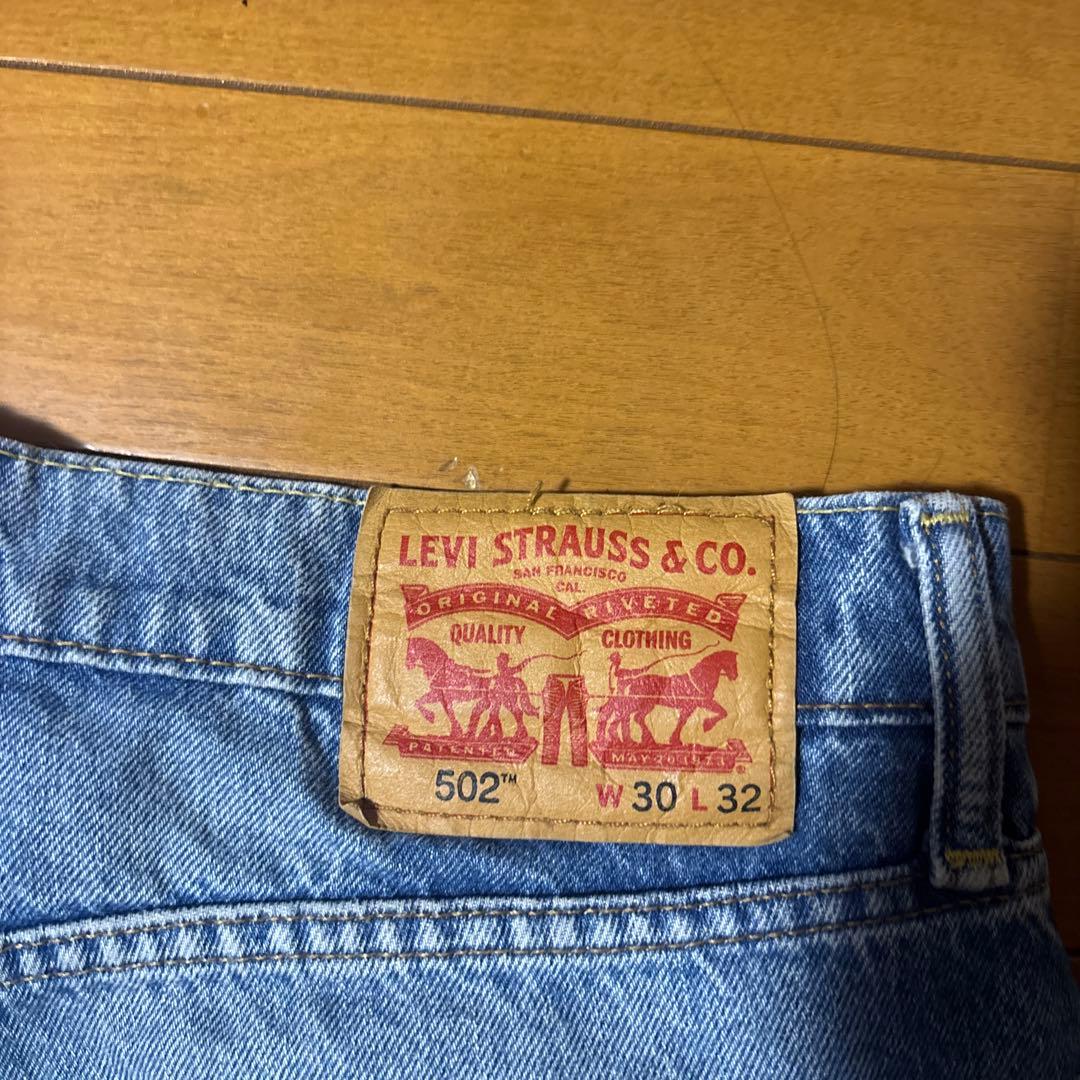 LEVI STRAUSS & CO.
SAN FRANCISCO
CAL.
ORIGINAL RIVETED
QUALITY CLOTHING
PATENTED MAY 20 1873 ®
502™ W 30 L 32